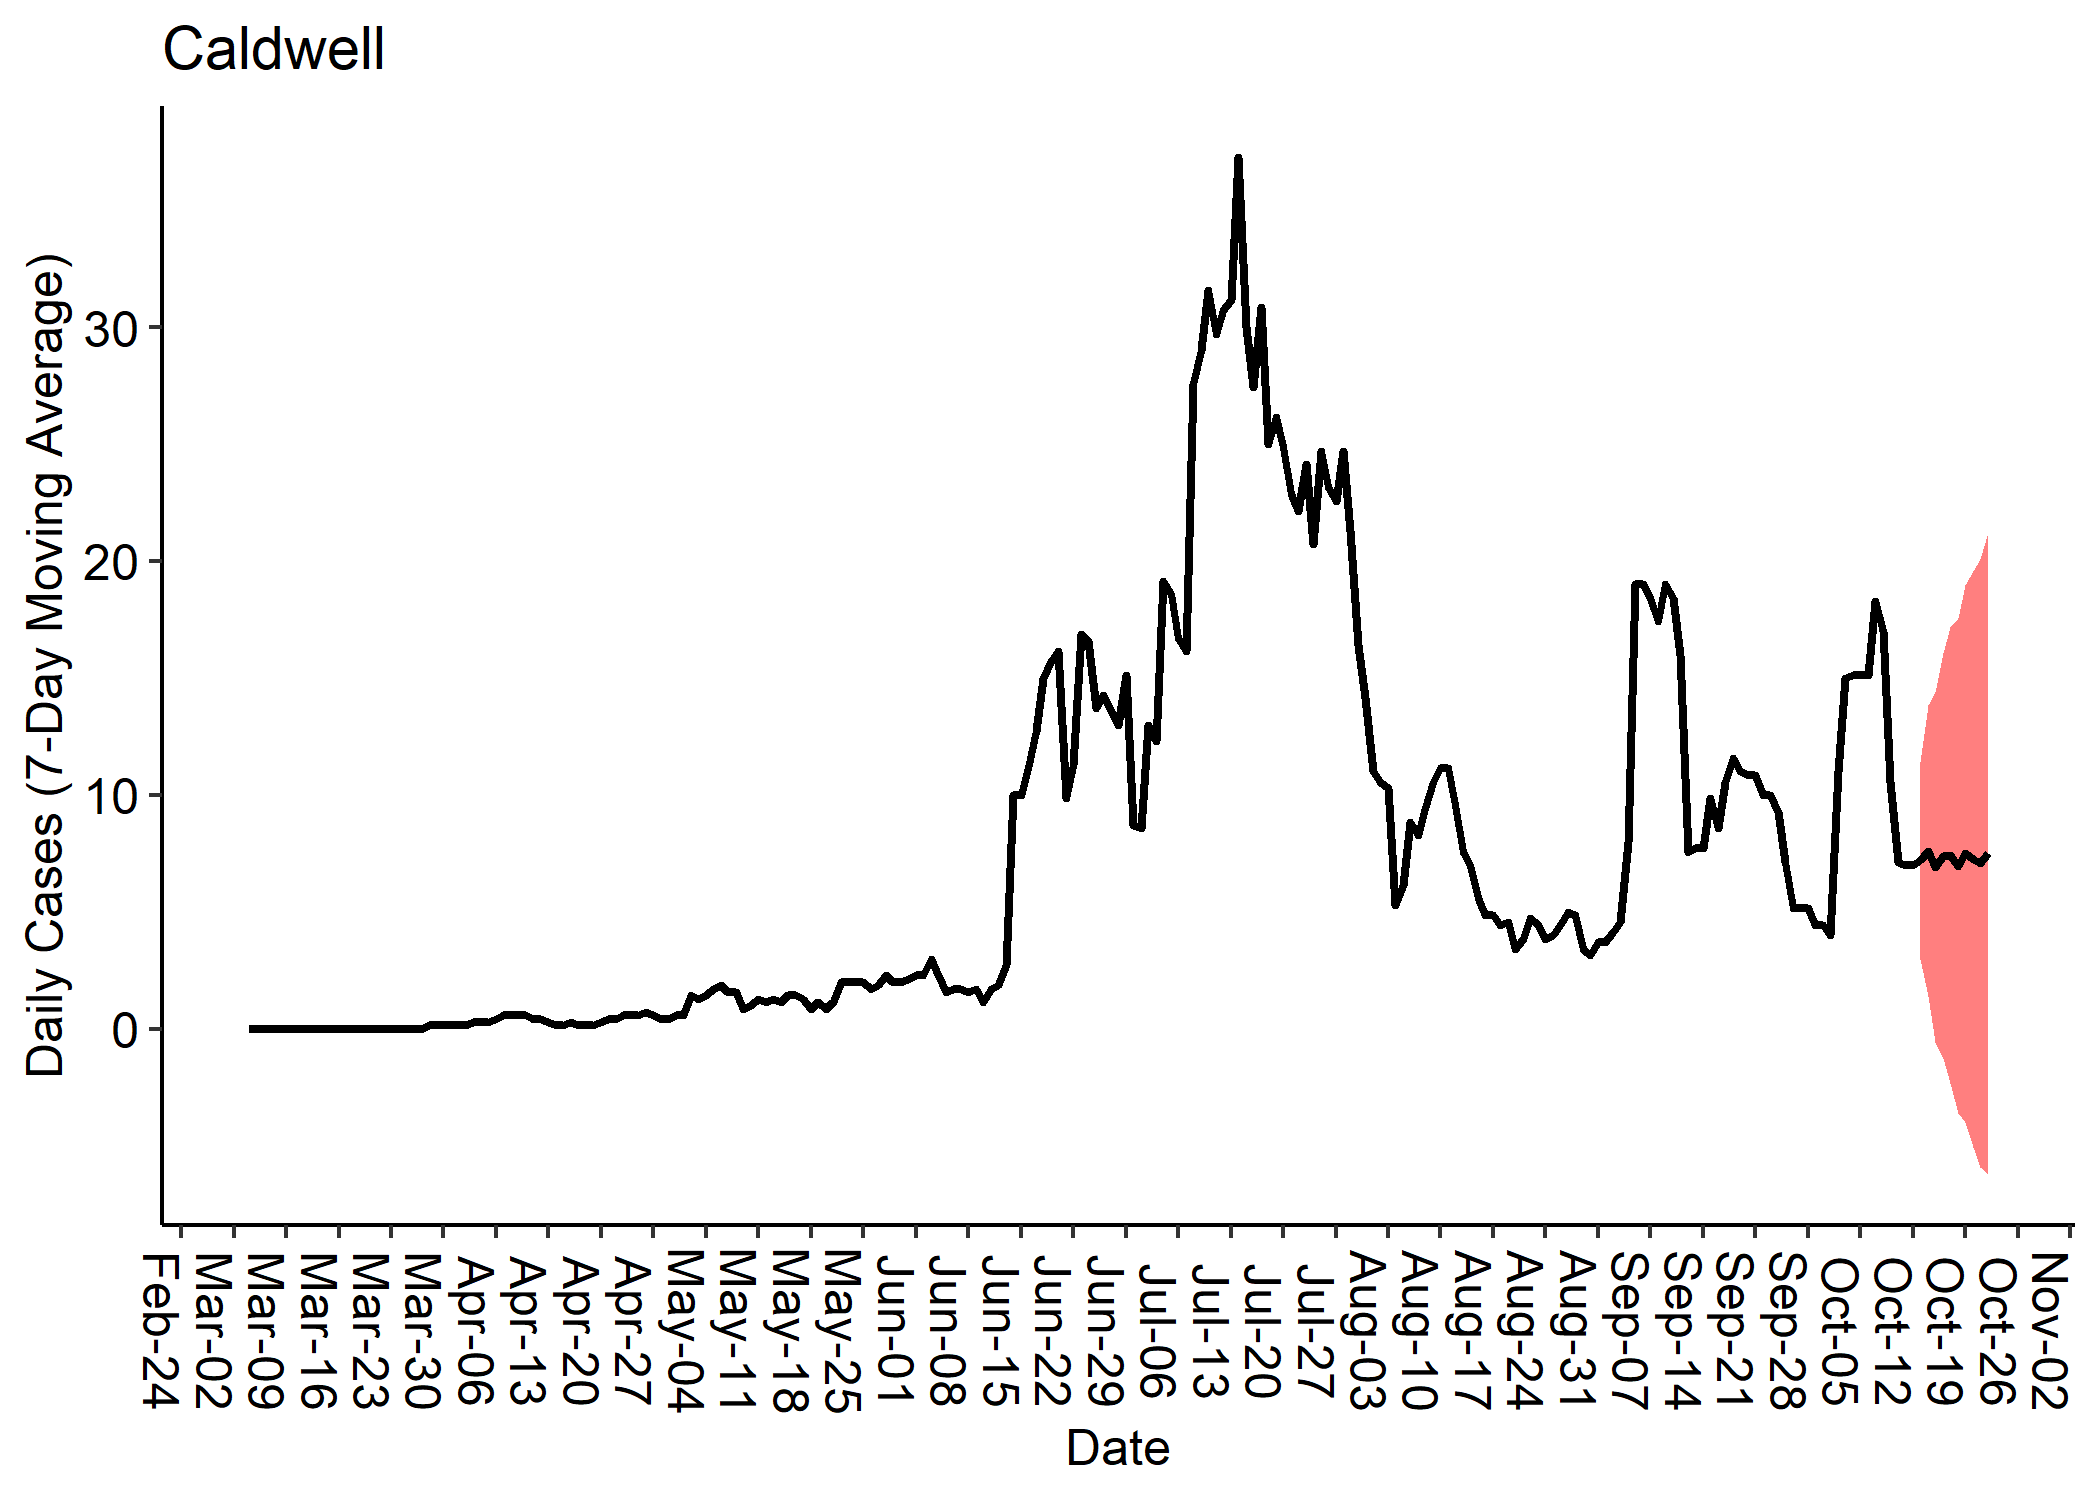 Caldwell
Daily Cases (7-Day Moving Average)
30
20
10
0
Feb-24
Mar-02
Mar-09
Mar-16
Mar-23
Mar-30
Apr-06
Apr-13
Apr-20
Apr-27
May-04
May-11
May-18
May-25
Jun-01
Jun-08
Jun-15
Jun-22
Jun-29
Jul-06
Jul-13
Jul-20
Jul-27
Aug-03
Aug-10
Aug-17
Aug-24
Aug-31
Sep-07
Sep-14
Sep-21
Sep-28
Oct-05
Oct-12
Oct-19
Oct-26
Nov-02
Date